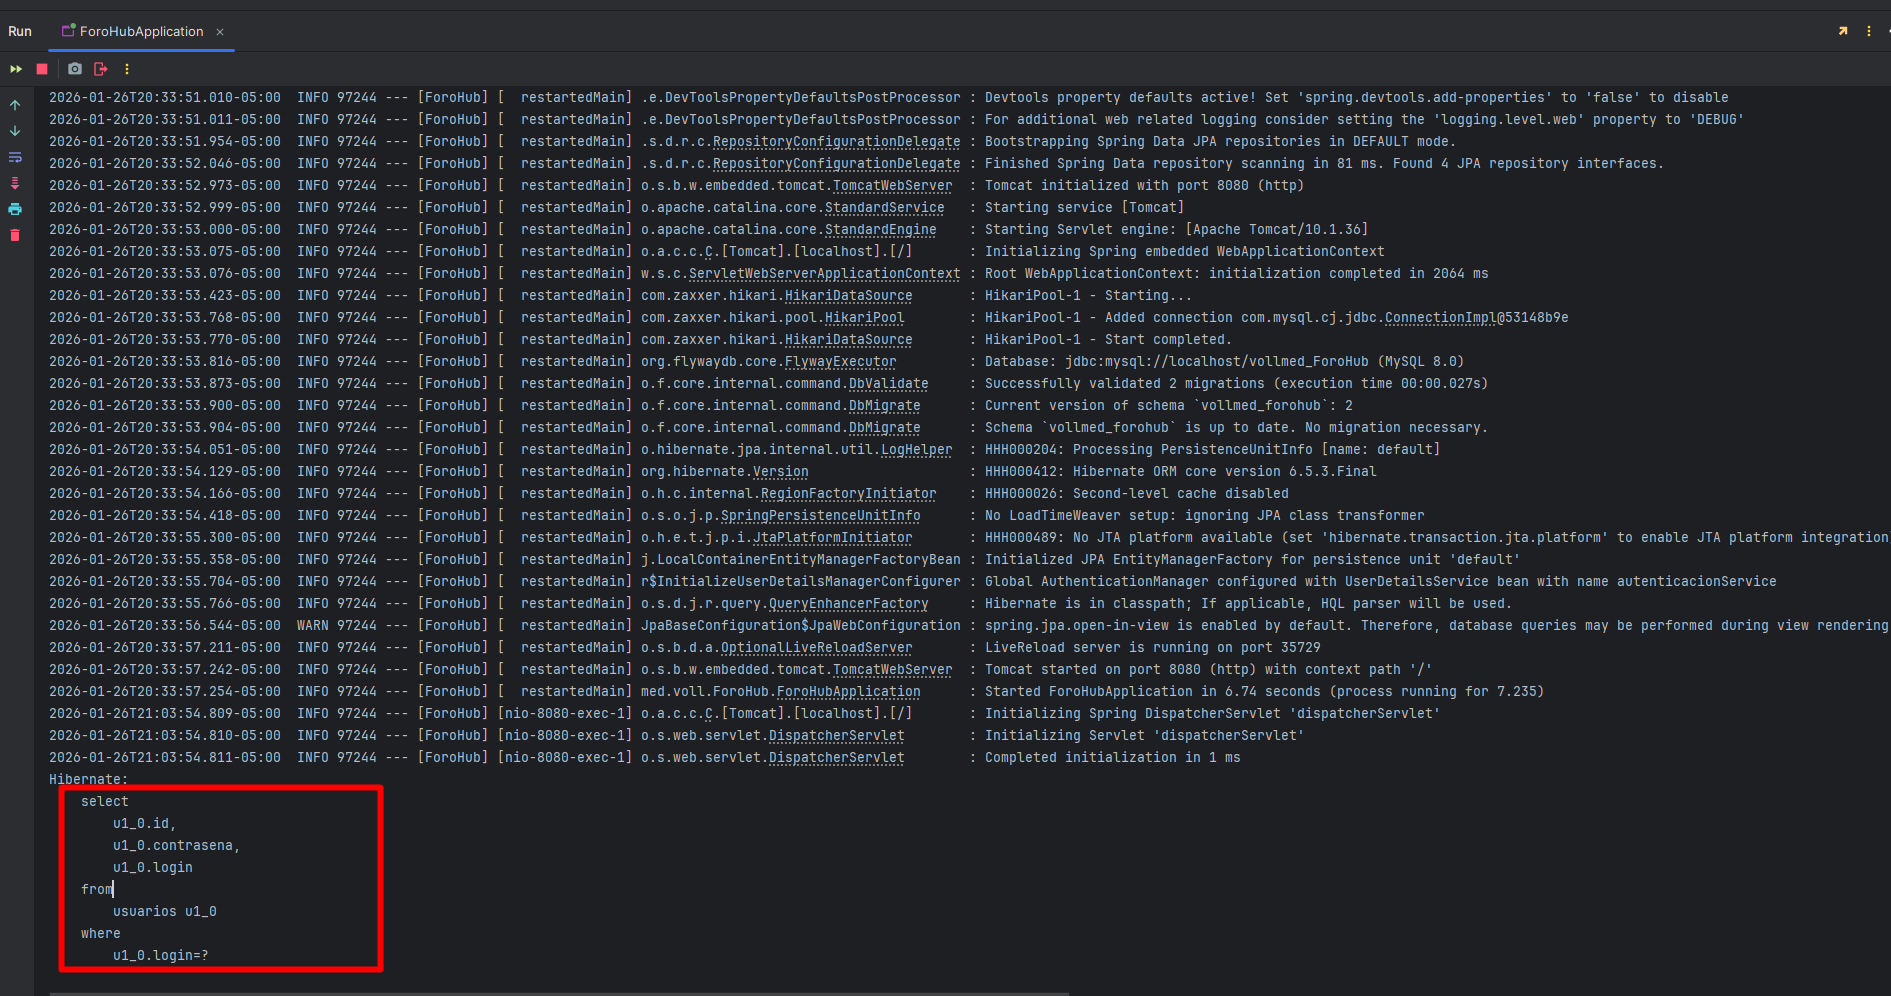 Run ForoHubApplication ×
2026-01-26T20:33:51.010-05:00  INFO 97244 --- [ForoHub] [  restartedMain] .e.DevToolsPropertyDefaultsPostProcessor : Devtools property defaults active! Set 'spring.devtools.add-properties' to 'false' to disable
2026-01-26T20:33:51.011-05:00  INFO 97244 --- [ForoHub] [  restartedMain] .e.DevToolsPropertyDefaultsPostProcessor : For additional web related logging consider setting the 'logging.level.web' property to 'DEBUG'
2026-01-26T20:33:51.954-05:00  INFO 97244 --- [ForoHub] [  restartedMain] .s.d.r.c.RepositoryConfigurationDelegate : Bootstrapping Spring Data JPA repositories in DEFAULT mode.
2026-01-26T20:33:52.046-05:00  INFO 97244 --- [ForoHub] [  restartedMain] .s.d.r.c.RepositoryConfigurationDelegate : Finished Spring Data repository scanning in 81 ms. Found 4 JPA repository interfaces.
2026-01-26T20:33:52.973-05:00  INFO 97244 --- [ForoHub] [  restartedMain] o.s.b.w.embedded.tomcat.TomcatWebServer  : Tomcat initialized with port 8080 (http)
2026-01-26T20:33:52.999-05:00  INFO 97244 --- [ForoHub] [  restartedMain] o.apache.catalina.core.StandardService   : Starting service [Tomcat]
2026-01-26T20:33:53.000-05:00  INFO 97244 --- [ForoHub] [  restartedMain] o.apache.catalina.core.StandardEngine    : Starting Servlet engine: [Apache Tomcat/10.1.36]
2026-01-26T20:33:53.075-05:00  INFO 97244 --- [ForoHub] [  restartedMain] o.a.c.c.C.[Tomcat].[localhost].[/]       : Initializing Spring embedded WebApplicationContext
2026-01-26T20:33:53.076-05:00  INFO 97244 --- [ForoHub] [  restartedMain] w.s.c.ServletWebServerApplicationContext : Root WebApplicationContext: initialization completed in 2064 ms
2026-01-26T20:33:53.423-05:00  INFO 97244 --- [ForoHub] [  restartedMain] com.zaxxer.hikari.HikariDataSource       : HikariPool-1 - Starting...
2026-01-26T20:33:53.768-05:00  INFO 97244 --- [ForoHub] [  restartedMain] com.zaxxer.hikari.pool.HikariPool        : HikariPool-1 - Added connection com.mysql.cj.jdbc.ConnectionImpl@53148b9e
2026-01-26T20:33:53.770-05:00  INFO 97244 --- [ForoHub] [  restartedMain] com.zaxxer.hikari.HikariDataSource       : HikariPool-1 - Start completed.
2026-01-26T20:33:53.816-05:00  INFO 97244 --- [ForoHub] [  restartedMain] org.flywaydb.core.FlywayExecutor         : Database: jdbc:mysql://localhost/vollmed_ForoHub (MySQL 8.0)
2026-01-26T20:33:53.873-05:00  INFO 97244 --- [ForoHub] [  restartedMain] o.f.core.internal.command.DbValidate     : Successfully validated 2 migrations (execution time 00:00.027s)
2026-01-26T20:33:53.900-05:00  INFO 97244 --- [ForoHub] [  restartedMain] o.f.core.internal.command.DbMigrate      : Current version of schema `vollmed_forohub`: 2
2026-01-26T20:33:53.904-05:00  INFO 97244 --- [ForoHub] [  restartedMain] o.f.core.internal.command.DbMigrate      : Schema `vollmed_forohub` is up to date. No migration necessary.
2026-01-26T20:33:54.051-05:00  INFO 97244 --- [ForoHub] [  restartedMain] o.hibernate.jpa.internal.util.LogHelper  : HHH000204: Processing PersistenceUnitInfo [name: default]
2026-01-26T20:33:54.129-05:00  INFO 97244 --- [ForoHub] [  restartedMain] org.hibernate.Version                    : HHH000412: Hibernate ORM core version 6.5.3.Final
2026-01-26T20:33:54.166-05:00  INFO 97244 --- [ForoHub] [  restartedMain] o.h.c.internal.RegionFactoryInitiator    : HHH000026: Second-level cache disabled
2026-01-26T20:33:54.418-05:00  INFO 97244 --- [ForoHub] [  restartedMain] o.s.o.j.p.SpringPersistenceUnitInfo      : No LoadTimeWeaver setup: ignoring JPA class transformer
2026-01-26T20:33:55.300-05:00  INFO 97244 --- [ForoHub] [  restartedMain] o.h.e.t.j.p.i.JtaPlatformInitiator       : HHH000489: No JTA platform available (set 'hibernate.transaction.jta.platform' to enable JTA platform integration)
2026-01-26T20:33:55.358-05:00  INFO 97244 --- [ForoHub] [  restartedMain] j.LocalContainerEntityManagerFactoryBean : Initialized JPA EntityManagerFactory for persistence unit 'default'
2026-01-26T20:33:55.704-05:00  INFO 97244 --- [ForoHub] [  restartedMain] r$InitializeUserDetailsManagerConfigurer : Global AuthenticationManager configured with UserDetailsService bean with name autenticacionService
2026-01-26T20:33:55.766-05:00  INFO 97244 --- [ForoHub] [  restartedMain] o.s.d.j.r.query.QueryEnhancerFactory     : Hibernate is in classpath; If applicable, HQL parser will be used.
2026-01-26T20:33:56.544-05:00  WARN 97244 --- [ForoHub] [  restartedMain] JpaBaseConfiguration$JpaWebConfiguration : spring.jpa.open-in-view is enabled by default. Therefore, database queries may be performed during view rendering
2026-01-26T20:33:57.211-05:00  INFO 97244 --- [ForoHub] [  restartedMain] o.s.b.d.a.OptionalLiveReloadServer       : LiveReload server is running on port 35729
2026-01-26T20:33:57.242-05:00  INFO 97244 --- [ForoHub] [  restartedMain] o.s.b.w.embedded.tomcat.TomcatWebServer  : Tomcat started on port 8080 (http) with context path '/'
2026-01-26T20:33:57.254-05:00  INFO 97244 --- [ForoHub] [  restartedMain] med.voll.ForoHub.ForoHubApplication      : Started ForoHubApplication in 6.74 seconds (process running for 7.235)
2026-01-26T21:03:54.809-05:00  INFO 97244 --- [ForoHub] [nio-8080-exec-1] o.a.c.c.C.[Tomcat].[localhost].[/]       : Initializing Spring DispatcherServlet 'dispatcherServlet'
2026-01-26T21:03:54.810-05:00  INFO 97244 --- [ForoHub] [nio-8080-exec-1] o.s.web.servlet.DispatcherServlet        : Initializing Servlet 'dispatcherServlet'
2026-01-26T21:03:54.811-05:00  INFO 97244 --- [ForoHub] [nio-8080-exec-1] o.s.web.servlet.DispatcherServlet        : Completed initialization in 1 ms
Hibernate:
select
u1_0.id,
u1_0.contrasena,
u1_0.login
from
usuarios u1_0
where
u1_0.login=?